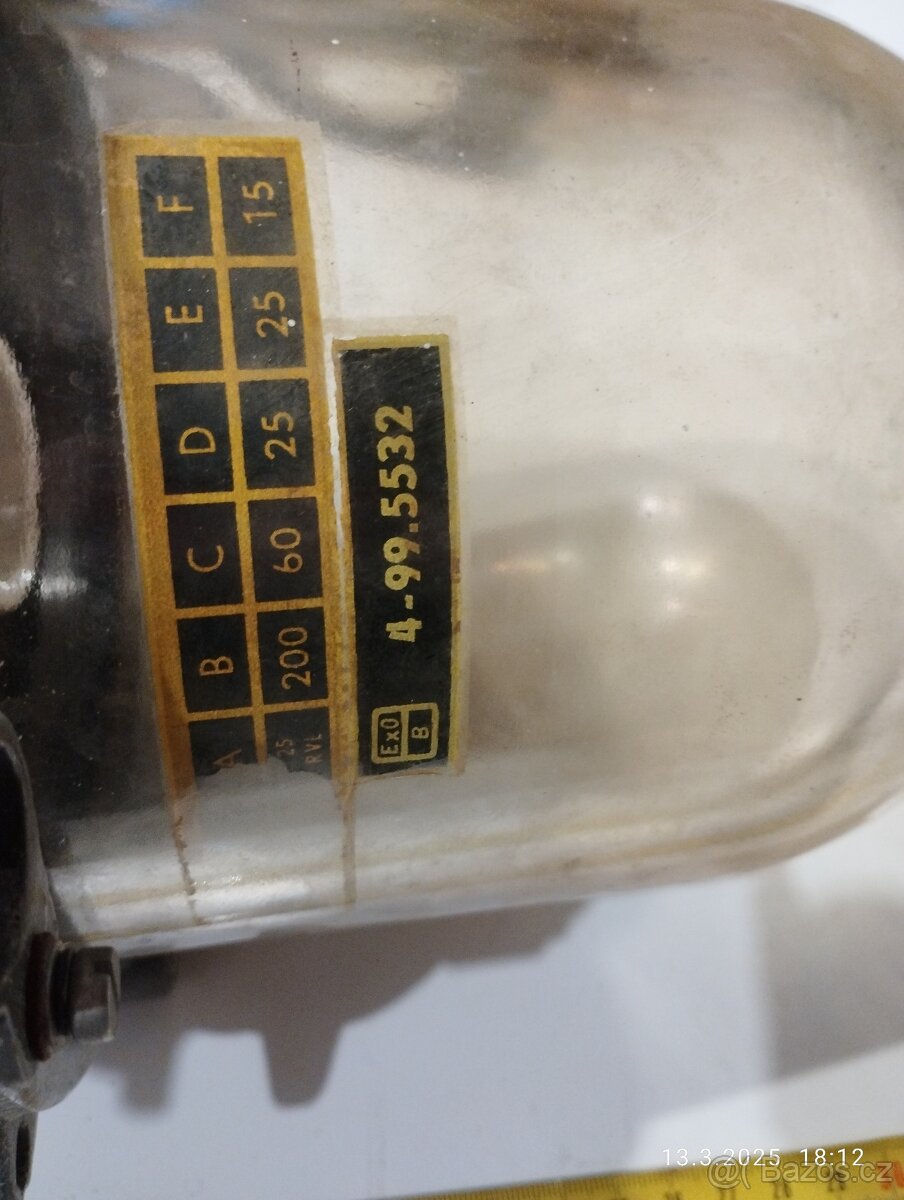 A B C D E F
25 RVL 200 60 25 25 15
ExO B 4-99.5532
13.3.2025 18:12
@ Bazos.cz